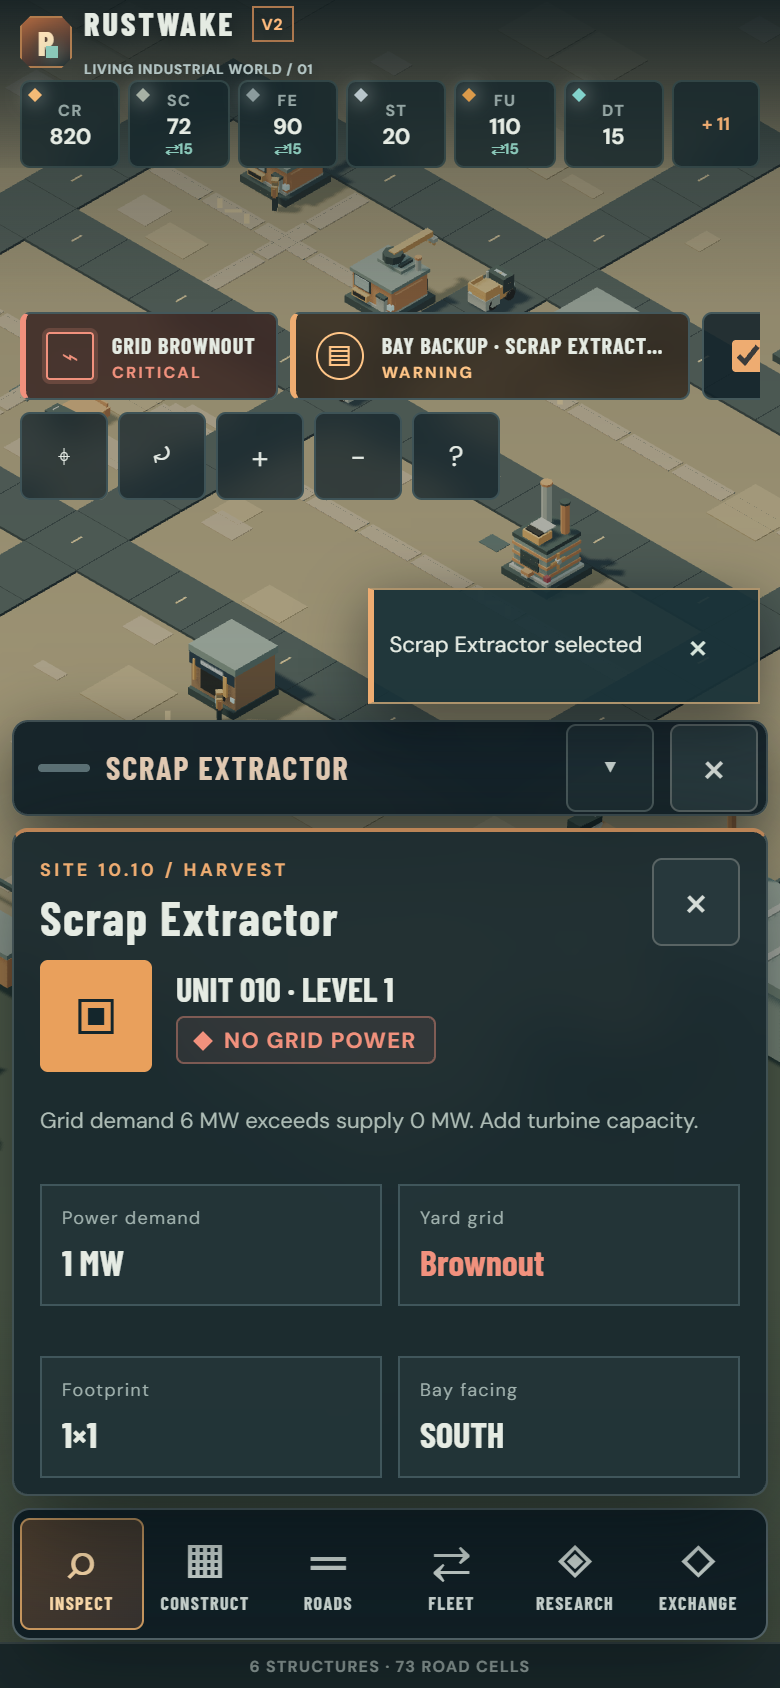 RUSTWAKE V2
LIVING INDUSTRIAL WORLD / 01
CR
820
SC
72
⇄15
FE
90
⇄15
ST
20
FU
110
⇄15
DT
15
+ 11
GRID BROWNOUT
CRITICAL
BAY BACKUP · SCRAP EXTRACT...
WARNING
+
-
?
Scrap Extractor selected ×
SCRAP EXTRACTOR ▼ ×
SITE 10.10 / HARVEST
Scrap Extractor ×
UNIT 010 · LEVEL 1
◆ NO GRID POWER
Grid demand 6 MW exceeds supply 0 MW. Add turbine capacity.
Power demand
1 MW
Yard grid
Brownout
Footprint
1×1
Bay facing
SOUTH
INSPECT
CONSTRUCT
ROADS
FLEET
RESEARCH
EXCHANGE
6 STRUCTURES · 73 ROAD CELLS